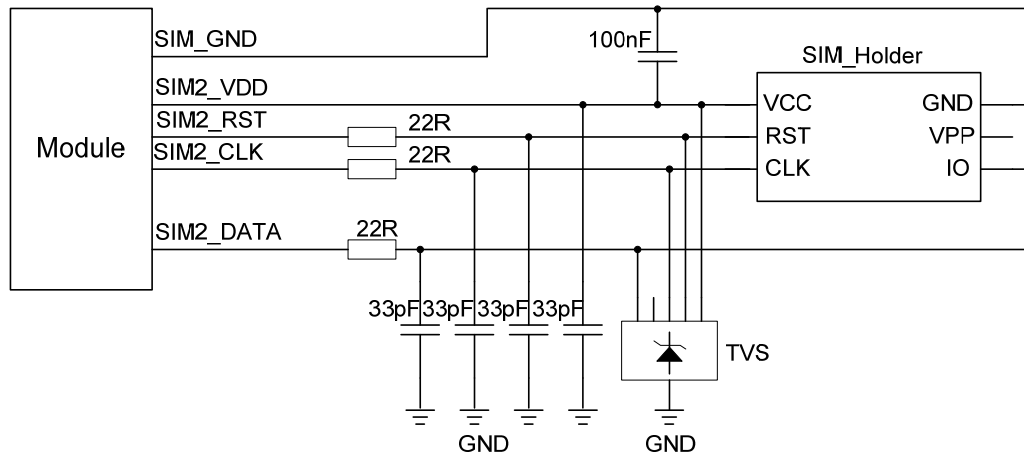 SIM_GND
100nF
SIM_Holder
SIM2_VDD
VCC
GND
SIM2_RST
22R
RST
VPP
Module
SIM2_CLK
22R
CLK
IO
SIM2_DATA
22R
33pF 33pF 33pF 33pF
TVS
GND
GND